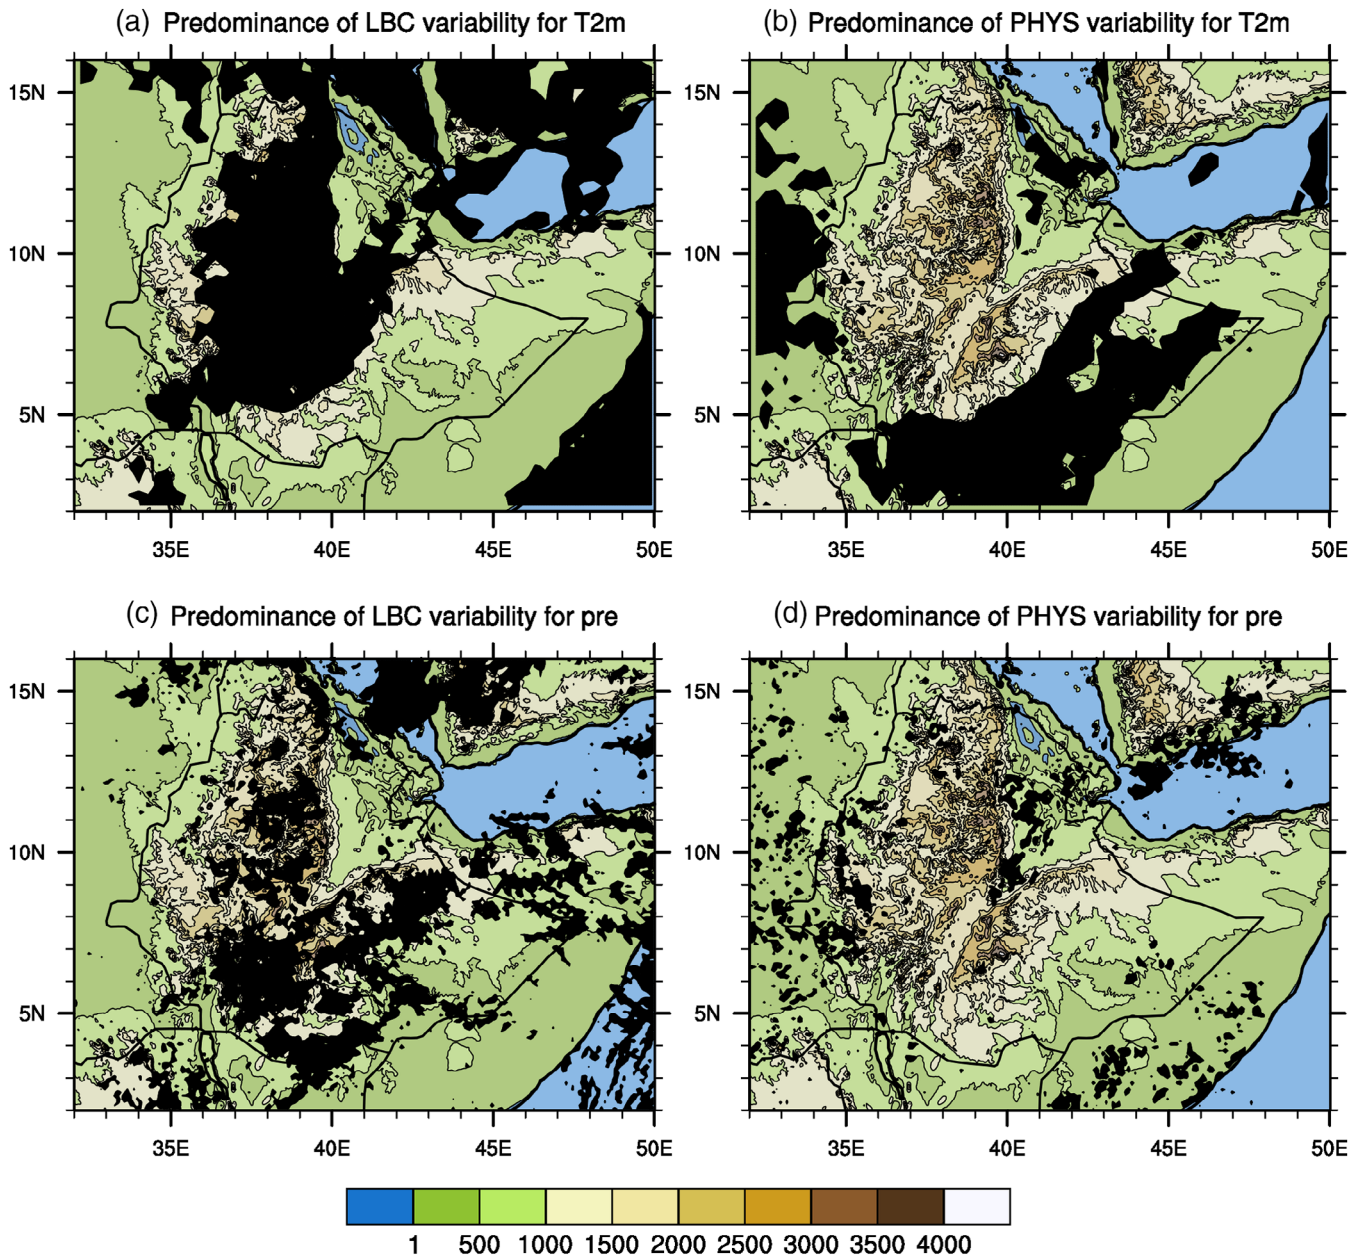 (a) Predominance of LBC variability for T2m
(b) Predominance of PHYS variability for T2m
15N
10N
5N
35E 40E 45E 50E
15N
10N
5N
35E 40E 45E 50E
(c) Predominance of LBC variability for pre
(d) Predominance of PHYS variability for pre
15N
10N
5N
35E 40E 45E 50E
15N
10N
5N
35E 40E 45E 50E
1 500 1000 1500 2000 2500 3000 3500 4000